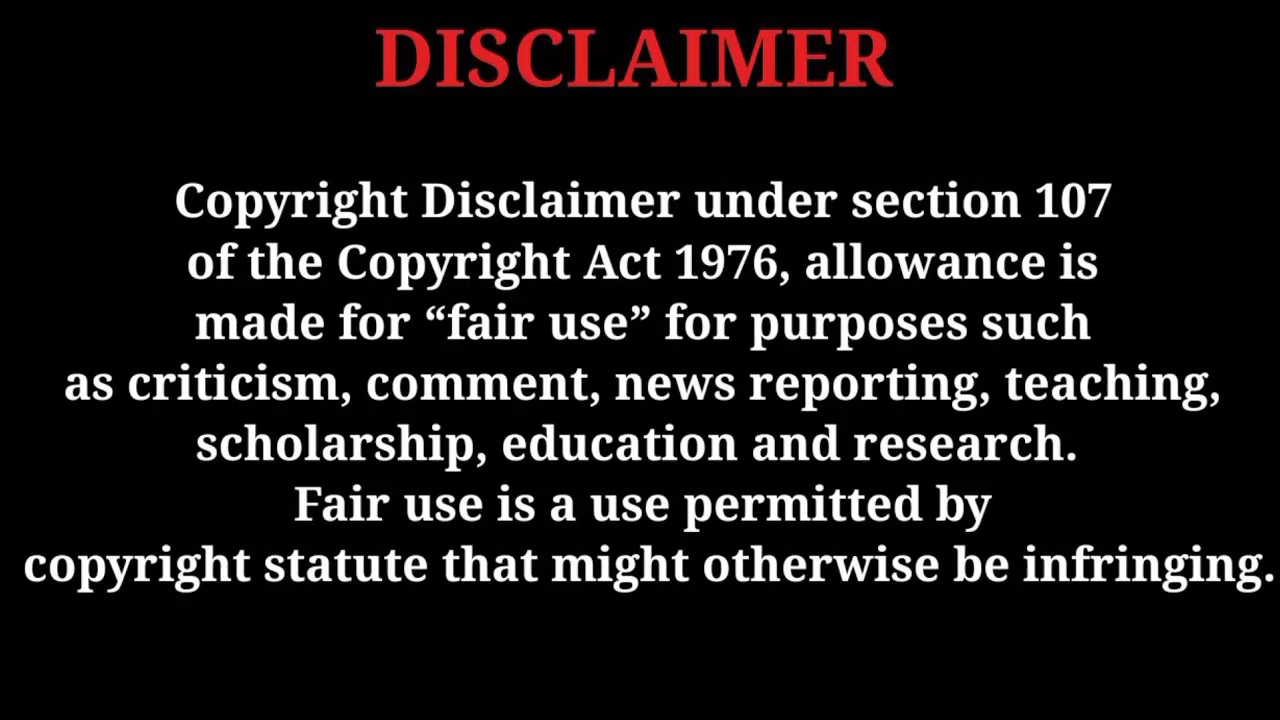 DISCLAIMER
Copyright Disclaimer under section 107
of the Copyright Act 1976, allowance is
made for “fair use” for purposes such
as criticism, comment, news reporting, teaching,
scholarship, education and research.
Fair use is a use permitted by
copyright statute that might otherwise be infringing.